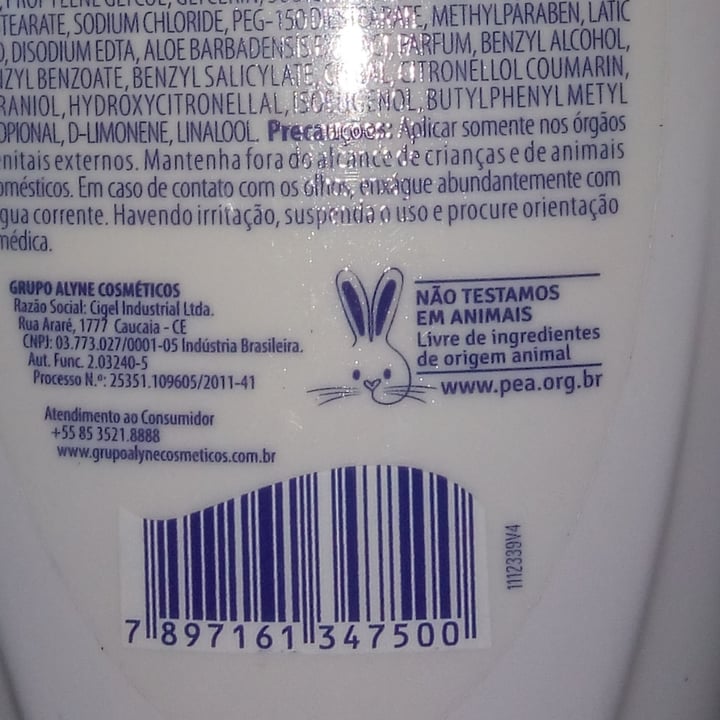 GLYCERIN,
TEARATE, SODIUM CHLORIDE, PEG-150 DISTEARATE, METHYLPARABEN, LATIC
DISODIUM EDTA, ALOE BARBADENSIS PARFUM, BENZYL ALCOHOL,
NZYL BENZOATE, BENZYL SALICYLATE, CITRONELLOL COUMARIN,
RANIOL, HYDROXYCITRONELLAL, ISOEUGENOL, BUTYLPHENYL METYL
OPIONAL, D-LIMONENE, LINALOOL. Precauções: Aplicar somente nos órgãos
enitais externos. Mantenha fora do alcance de crianças e de animais
omésticos. Em caso de contato com os olhos, enxágue abundantemente com
gua corrente. Havendo irritação, suspenda o uso e procure orientação
médica.
GRUPO ALYNE COSMÉTICOS
Razão Social: Cigel Industrial Ltda.
Rua Araré, 1777 Caucaia - CE
CNPJ: 03.773.027/0001-05 Indústria Brasileira.
Aut. Func. 2.03240-5
Processo N.º: 25351.109605/2011-41
Atendimento ao Consumidor
+55 85 3521.8888
www.grupoalynecosmeticos.com.br
NÃO TESTAMOS
EM ANIMAIS
Livre de ingredientes
de origem animal
www.pea.org.br
1112339V4
7 897161 347500